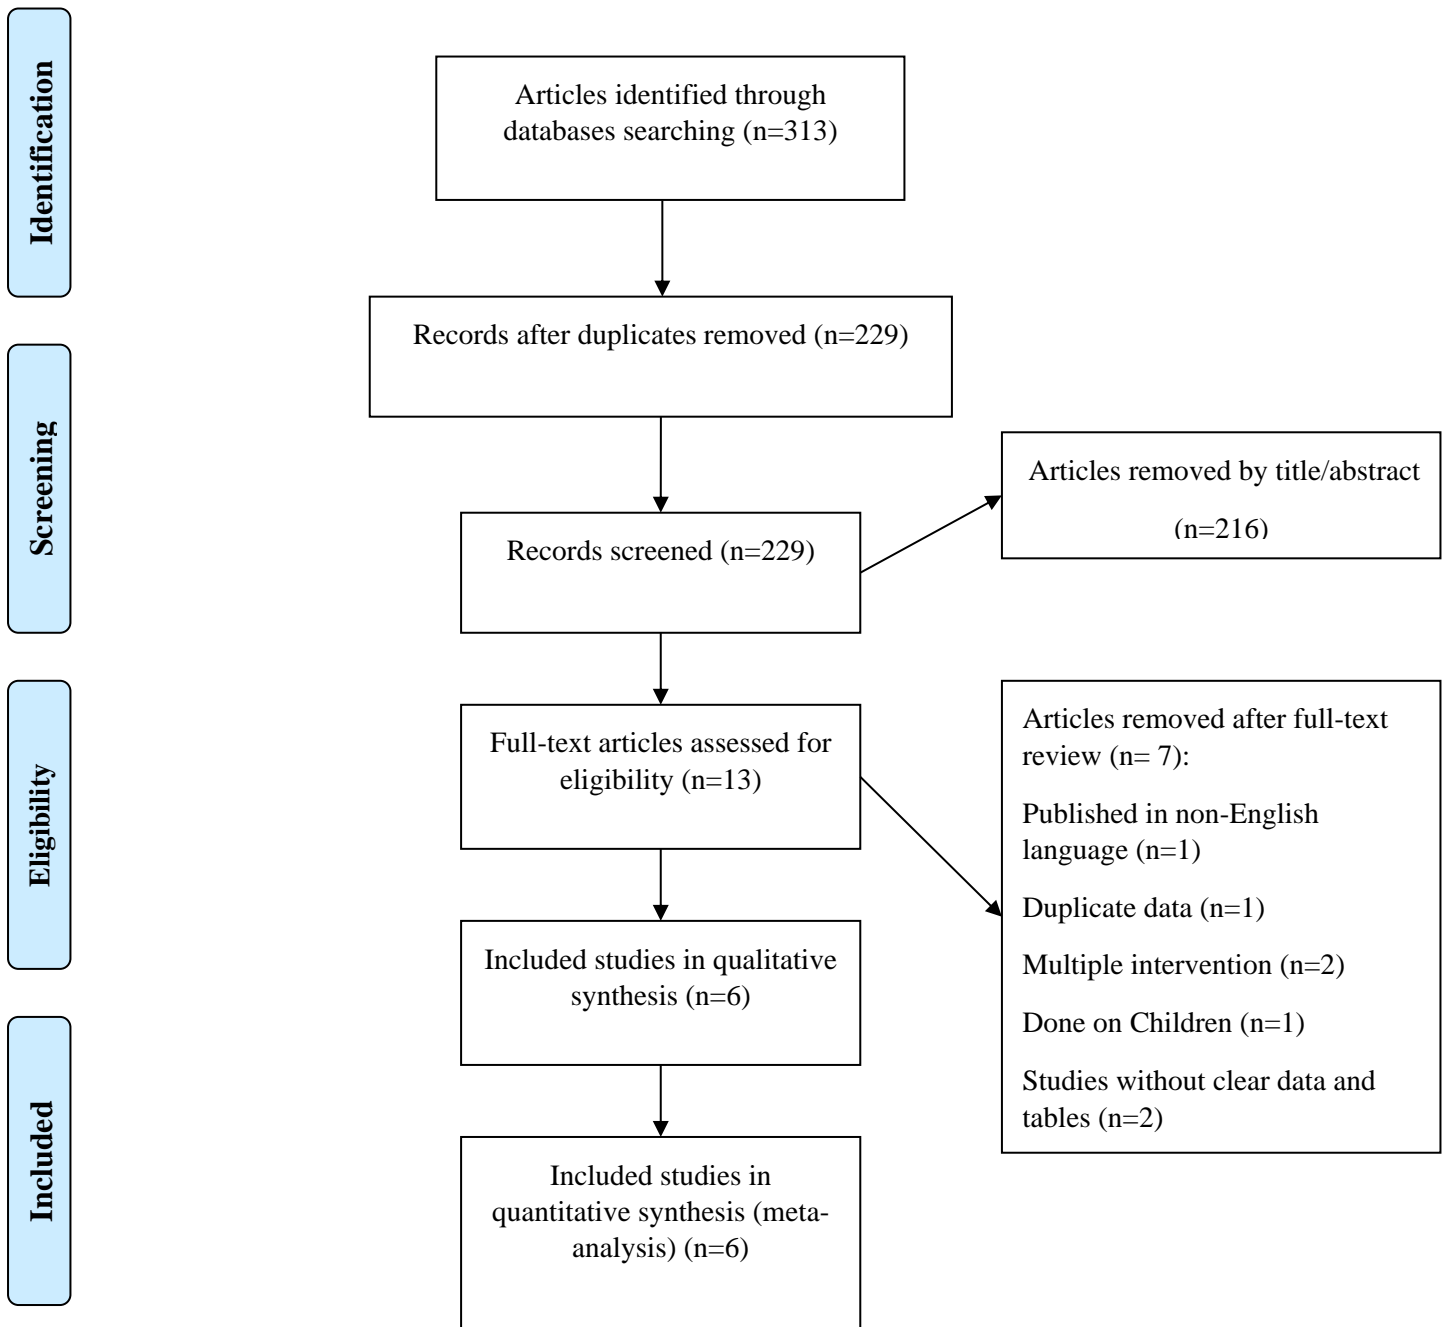 Identification
Articles identified through
databases searching (n=313)
Records after duplicates removed (n=229)
Screening
Articles removed by title/abstract
(n=216)
Records screened (n=229)
Eligibility
Full-text articles assessed for
eligibility (n=13)
Articles removed after full-text
review (n= 7):
Published in non-English
language (n=1)
Duplicate data (n=1)
Multiple intervention (n=2)
Done on Children (n=1)
Studies without clear data and
tables (n=2)
Included studies in qualitative
synthesis (n=6)
Included
Included studies in
quantitative synthesis (meta-
analysis) (n=6)